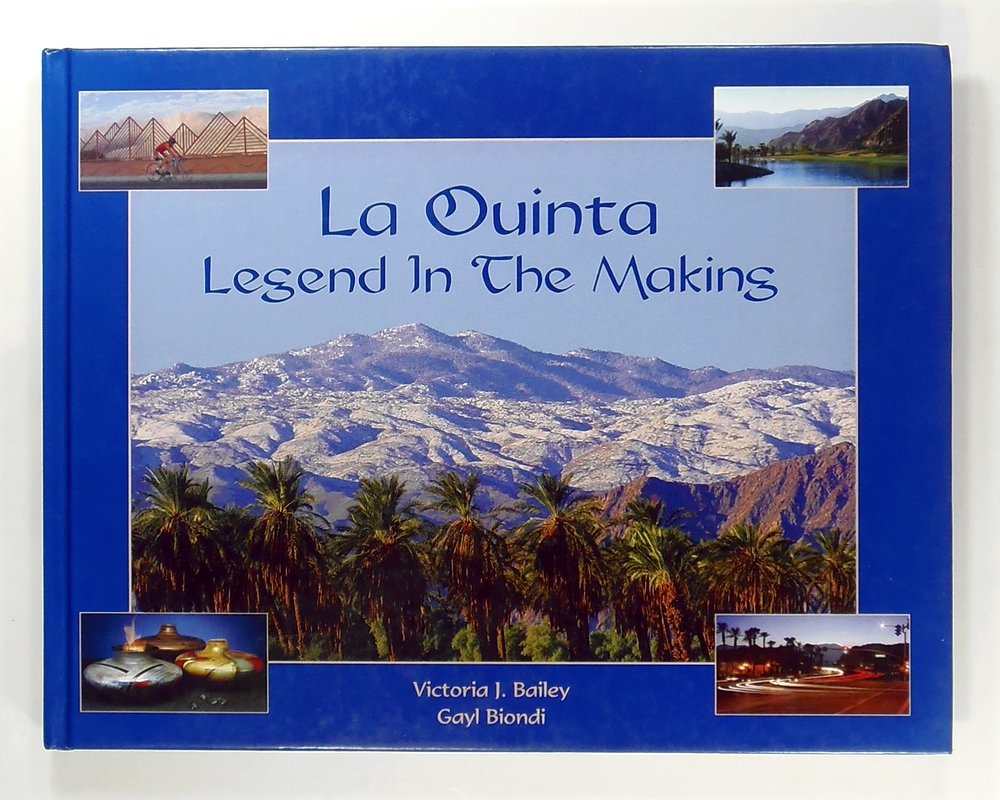 La Quinta
Legend In The Making
Victoria J. Bailey
Gayl Biondi